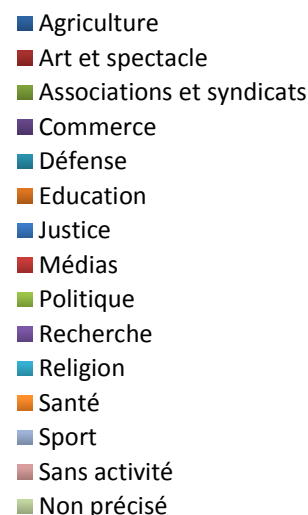 Agriculture
Art et spectacle
Associations et syndicats
Commerce
Défense
Education
Justice
Médias
Politique
Recherche
Religion
Santé
Sport
Sans activité
Non précisé